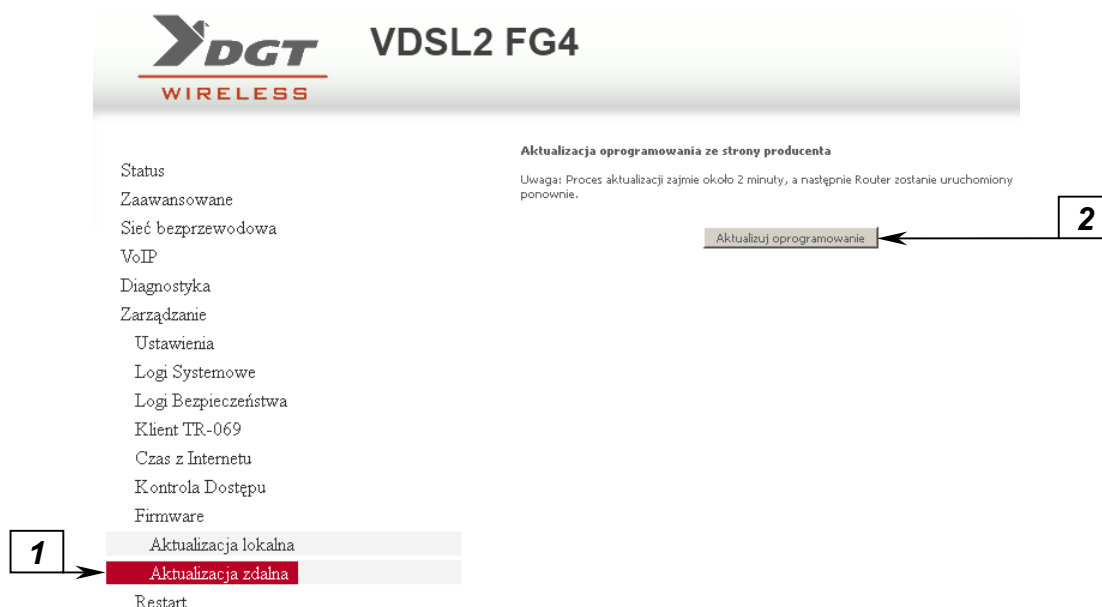 DGT
WIRELESS
VDSL2 FG4
Status
Zaawansowane
Sieć bezprzewodowa
VoIP
Diagnostyka
Zarządzanie
Ustawienia
Logi Systemowe
Logi Bezpieczeństwa
Klient TR-069
Czas z Internetu
Kontrola Dostępu
Firmware
Aktualizacja lokalna
1
Aktualizacja zdalna
Restart
Aktualizacja oprogramowania ze strony producenta
Uwaga: Proces aktualizacji zajmie około 2 minuty, a następnie Router zostanie uruchomiony
ponownie.
Aktualizuj oprogramowanie
2